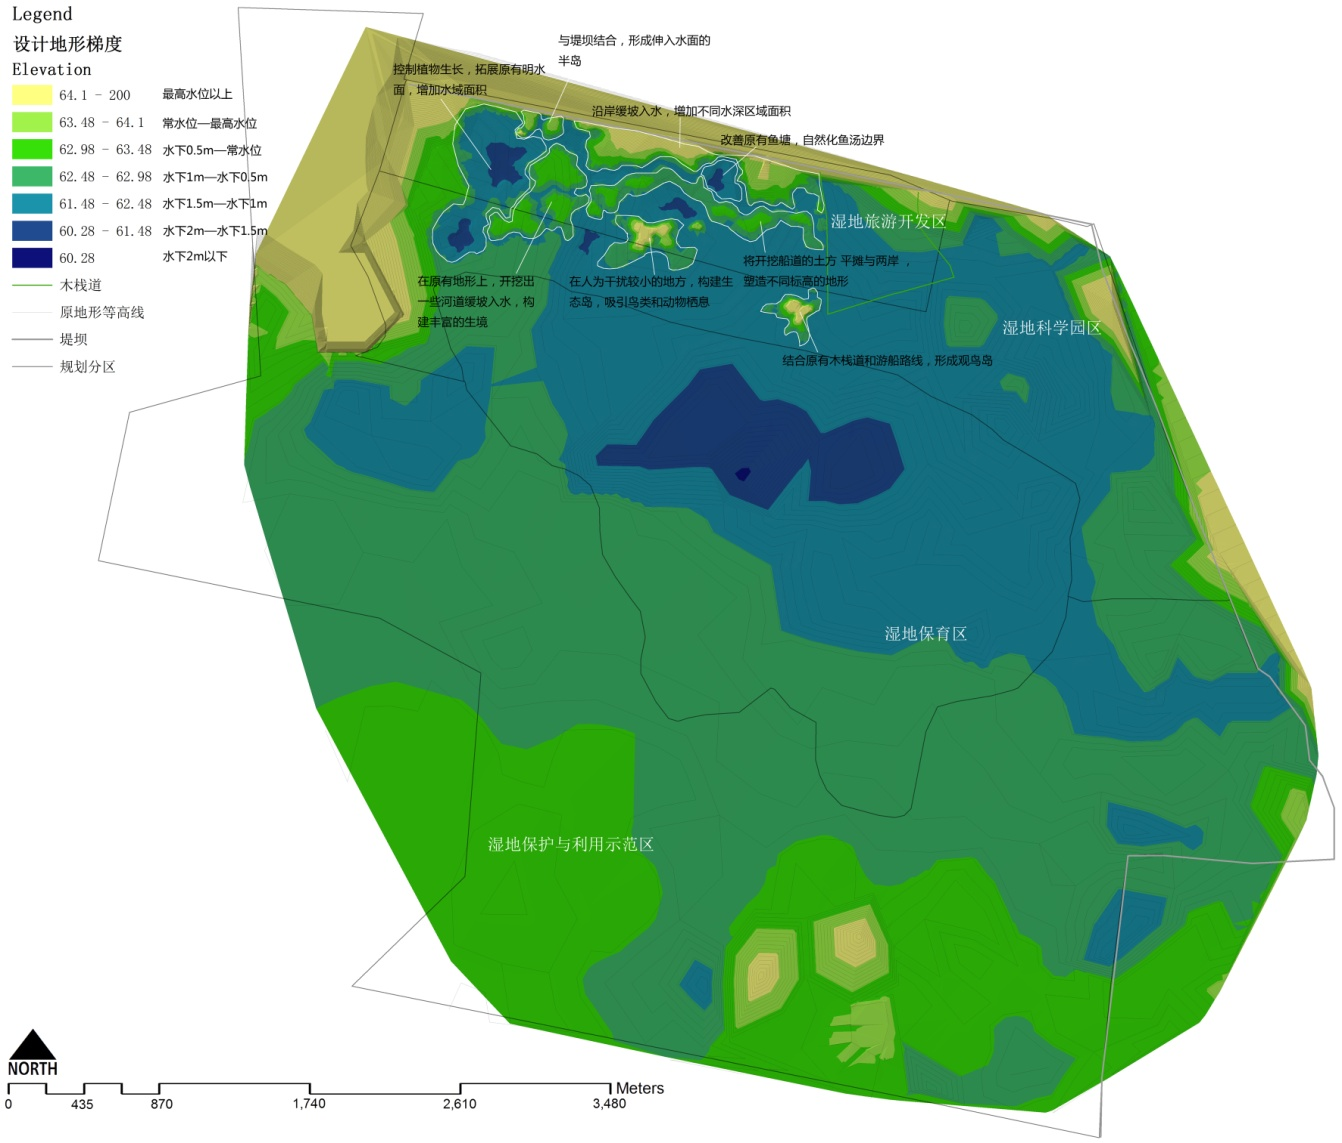 Legend
设计地形梯度
Elevation
64.1 - 200 最高水位以上
63.48 - 64.1 常水位—最高水位
62.98 - 63.48 水下0.5m—常水位
62.48 - 62.98 水下1m—水下0.5m
61.48 - 62.48 水下1.5m—水下1m
60.28 - 61.48 水下2m—水下1.5m
60.28 水下2m以下
木栈道
原地形等高线
堤坝
规划分区
与堤坝结合，形成伸入水面的
半岛
控制植物生长，拓展原有明水
面，增加水域面积
沿岸缓坡入水，增加不同水深区域面积
改善原有鱼塘，自然化鱼汤边界
湿地旅游开发区
将开挖船道的土方 平摊与两岸 ，
塑造不同标高的地形
在原有地形上，开挖出
一些河道缓坡入水，构
建丰富的生境
在人为干扰较小的地方，构建生
态岛，吸引鸟类和动物栖息
湿地科学园区
结合原有木栈道和游船路线，形成观鸟岛
湿地保育区
湿地保护与利用示范区
NORTH
0 435 870 1,740 2,610 3,480 Meters